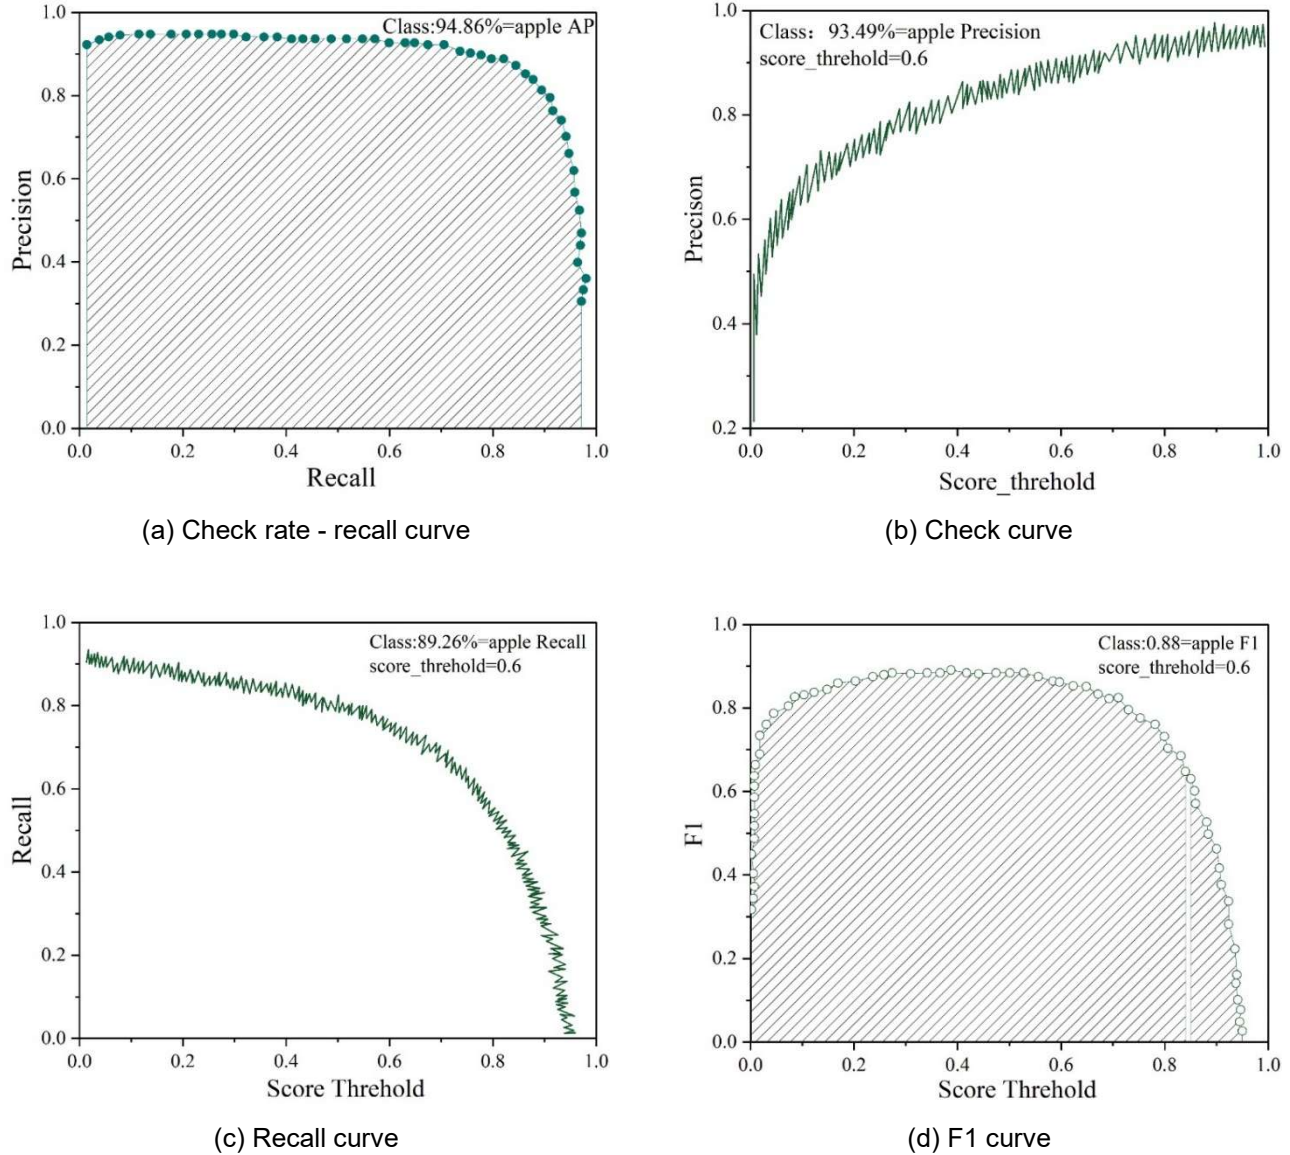 Class:94.86%=apple AP
1.0
0.8
0.6
0.4
0.2
0.0
Precision
0.0 0.2 0.4 0.6 0.8 1.0
Recall
(a) Check rate - recall curve
Class: 93.49%=apple Precision
score_threhold=0.6
1.0
0.8
0.6
0.4
0.2
Precison
0.0 0.2 0.4 0.6 0.8 1.0
Score_threhold
(b) Check curve
Class:89.26%=apple Recall
score_threhold=0.6
1.0
0.8
0.6
0.4
0.2
0.0
Recall
0.0 0.2 0.4 0.6 0.8 1.0
Score Threhold
(c) Recall curve
Class:0.88=apple F1
score_threhold=0.6
1.0
0.8
0.6
0.4
0.2
0.0
F1
0.0 0.2 0.4 0.6 0.8 1.0
Score Threhold
(d) F1 curve